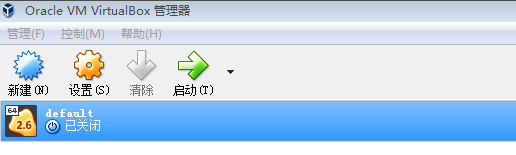 Oracle VM VirtualBox 管理器
管理(F) 控制(M) 帮助(H)
新建(N) 设置(S) 清除 启动(T)
64
2.6
default
已关闭